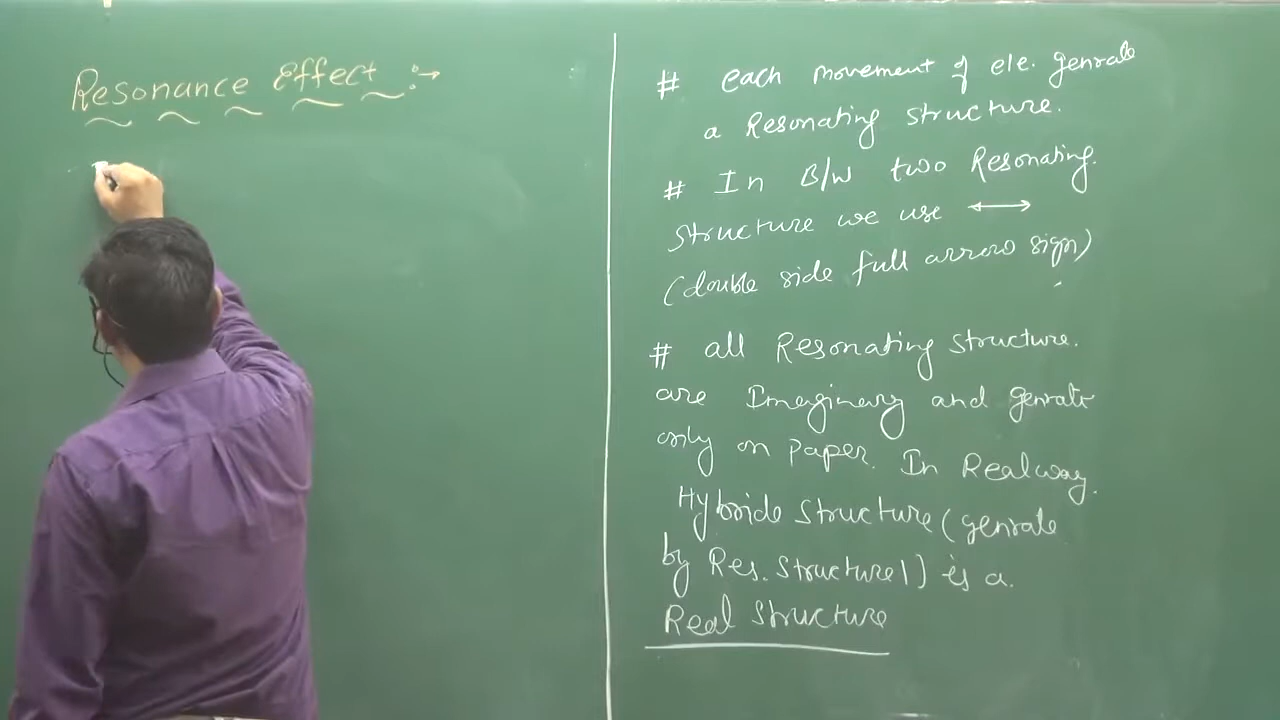 Resonance Effect :→
# each movement of ele. genrate
a Resonating structure.
# In B/W two Resonating.
structure we use ⟷
(double side full arrow sign)
# all Resonating structure.
are Imaginary and genrate
only on paper. In Realway.
Hybride structure (genrate
by Res. structure1) is a.
Real structure